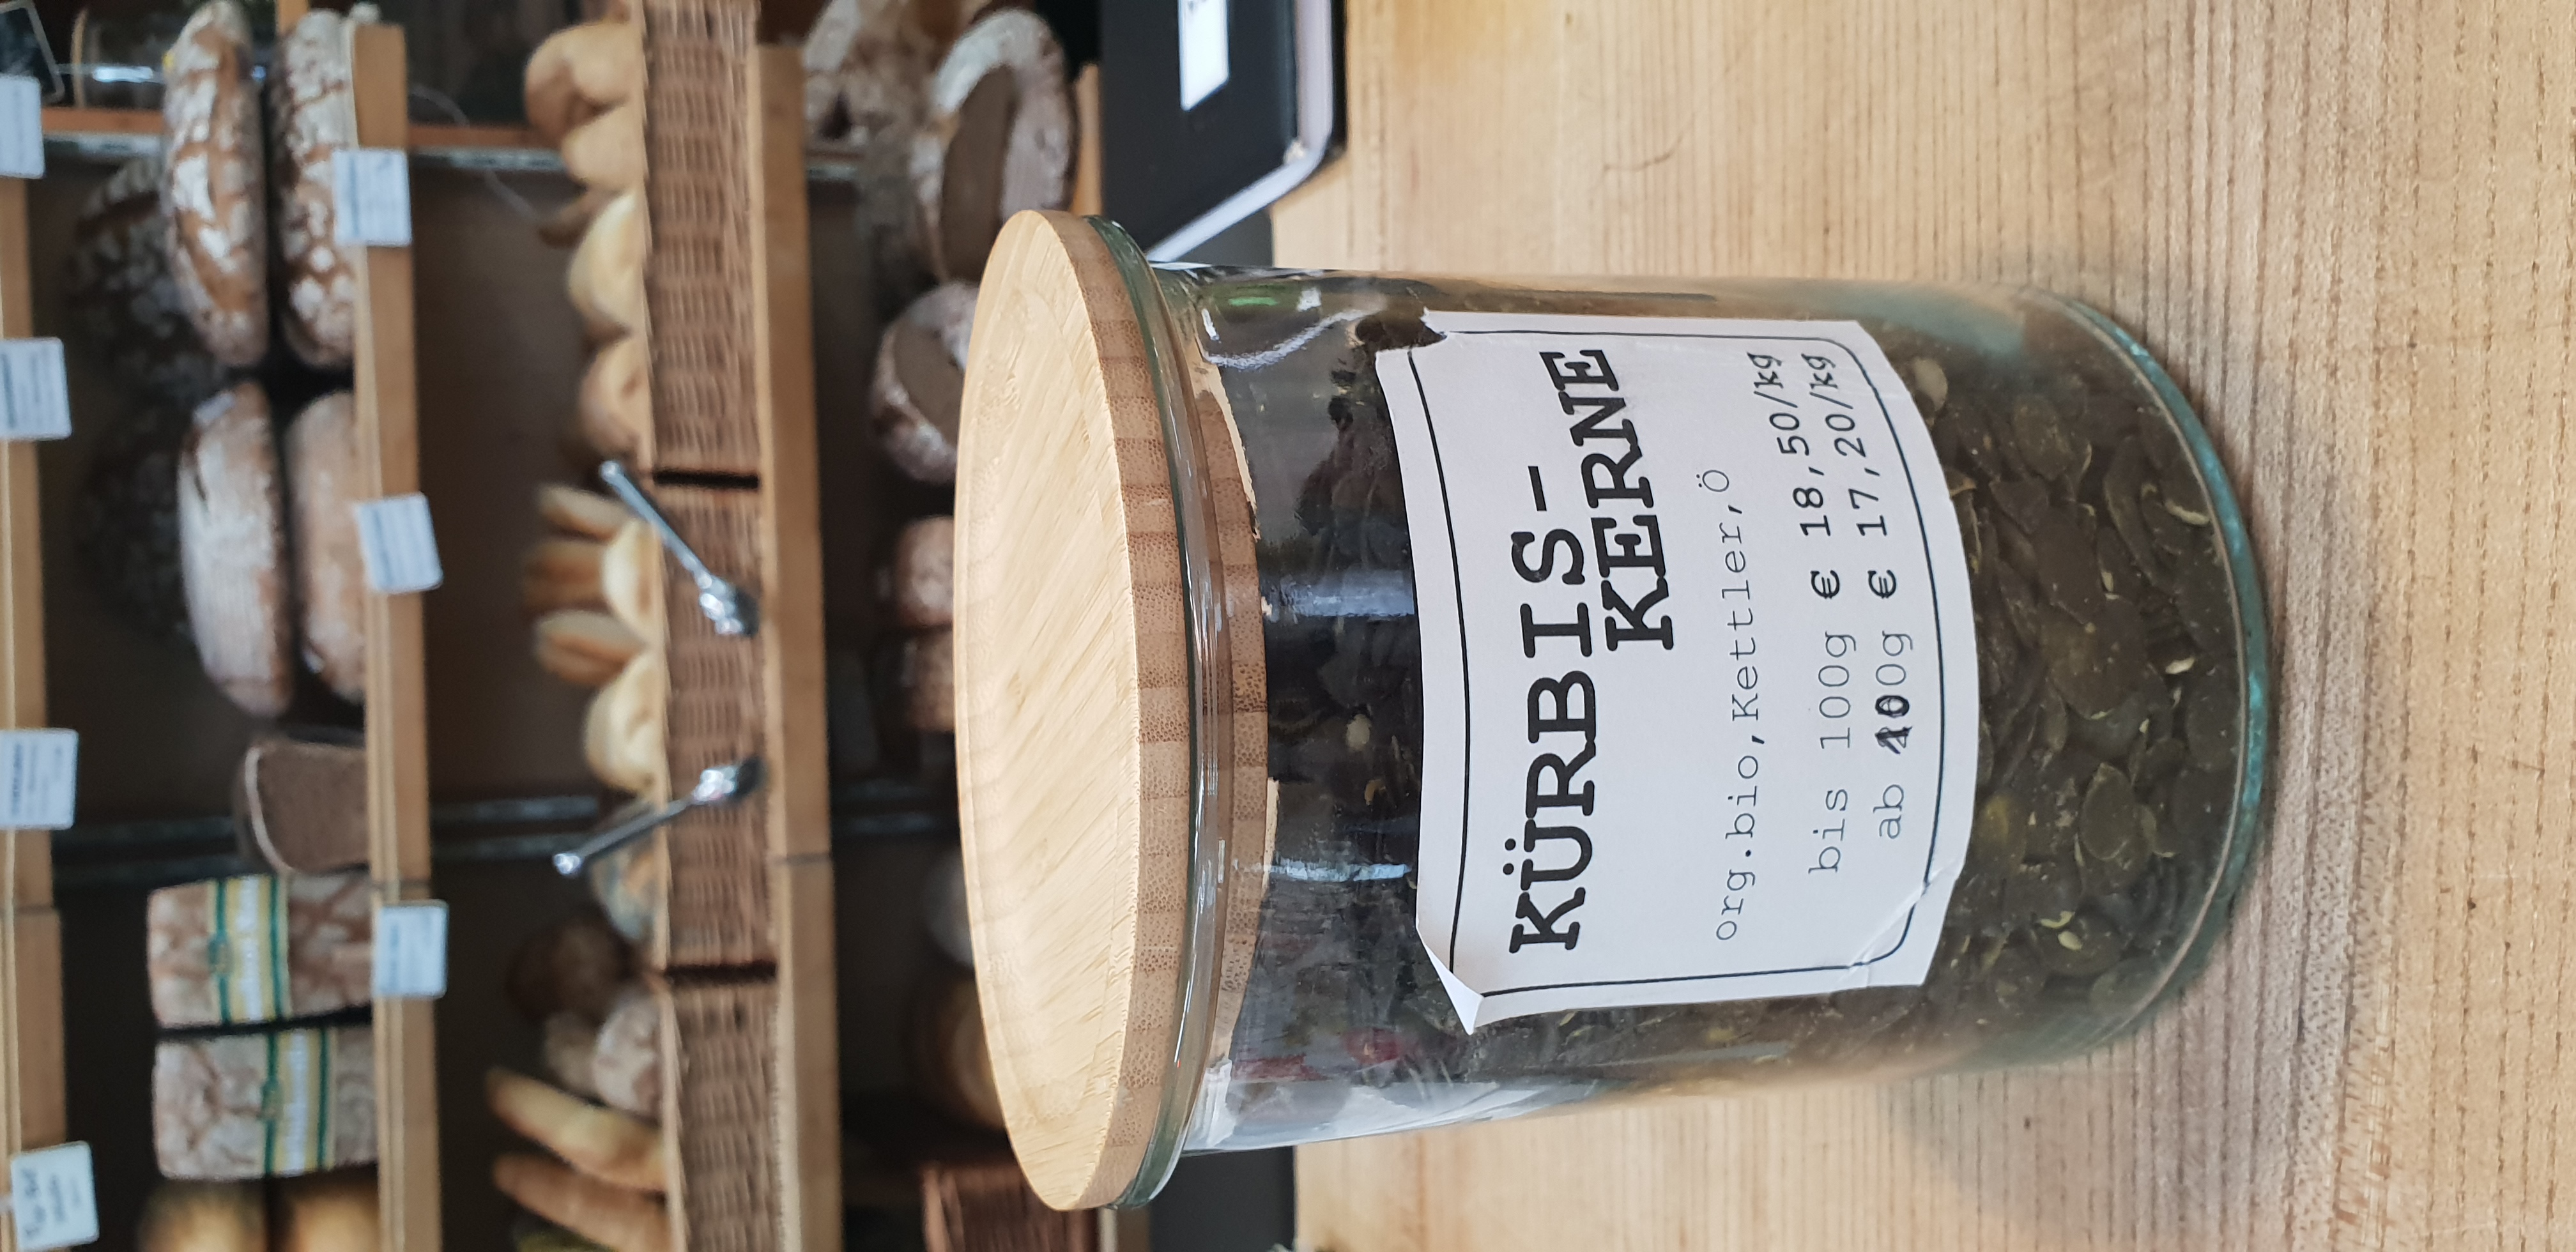 KÜRBIS-
KERNE
org.bio,Kettler,Ö
bis 100g € 18,50/kg
ab 100g € 17,20/kg